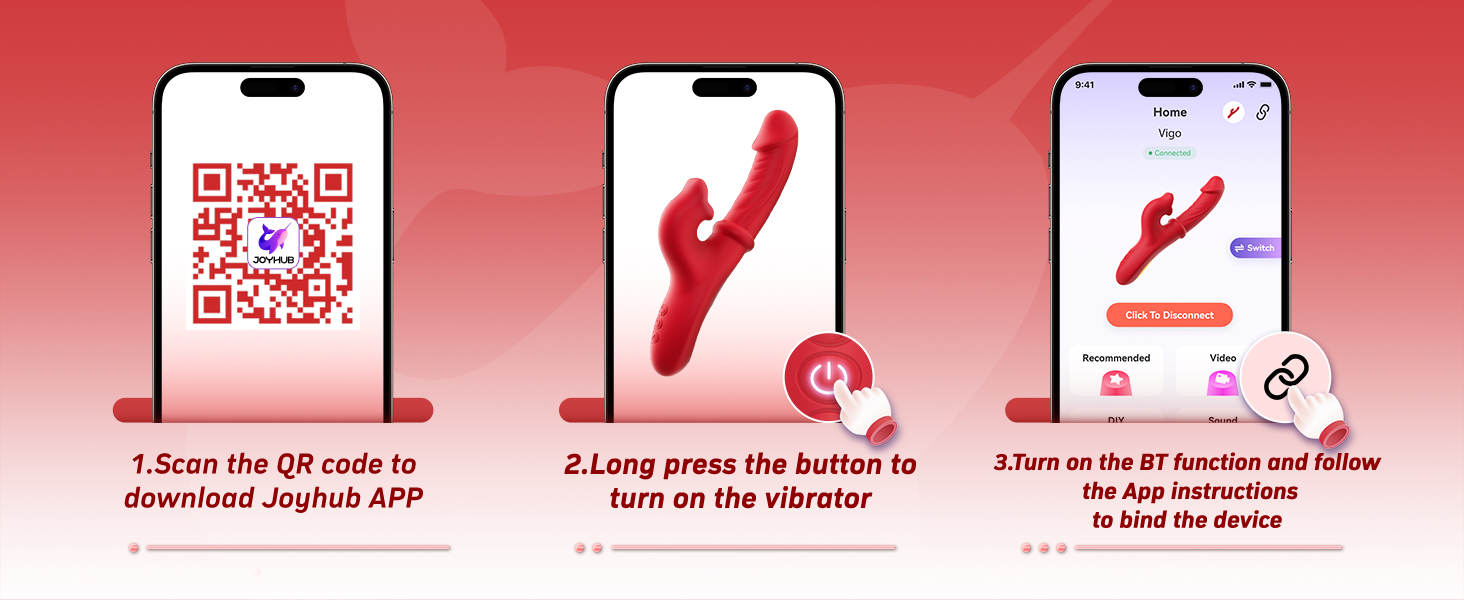 JOYHUB
1.Scan the QR code to
download Joyhub APP
2.Long press the button to
turn on the vibrator
9:41
Home
Vigo
Connected
Switch
Click To Disconnect
Recommended
Video
DIY
Sound
3.Turn on the BT function and follow
the App instructions
to bind the device